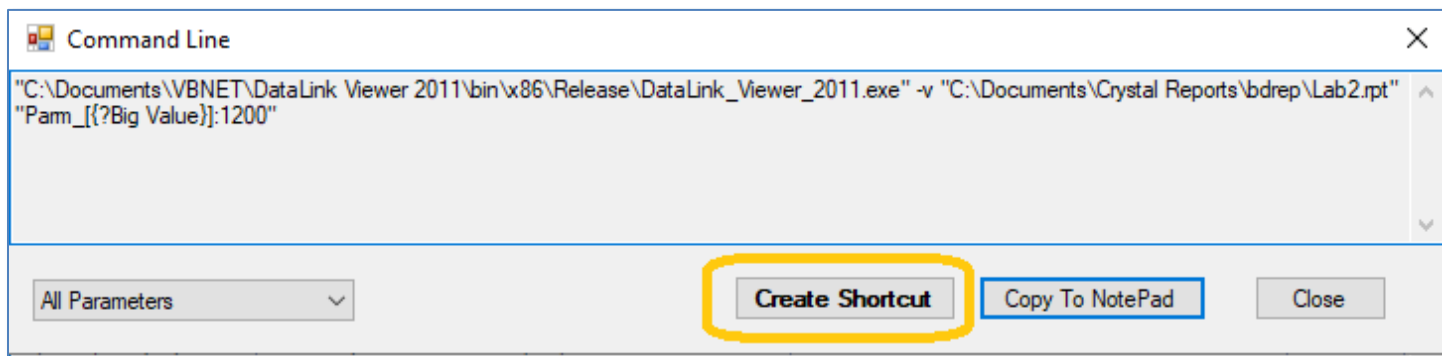 Command Line
"C:\Documents\VBNET\DataLink Viewer 2011\bin\x86\Release\DataLink_Viewer_2011.exe" -v "C:\Documents\Crystal Reports\bdrep\Lab2.rpt"
"Parm_[{?Big Value}]:1200"
All Parameters
Create Shortcut
Copy To NotePad
Close